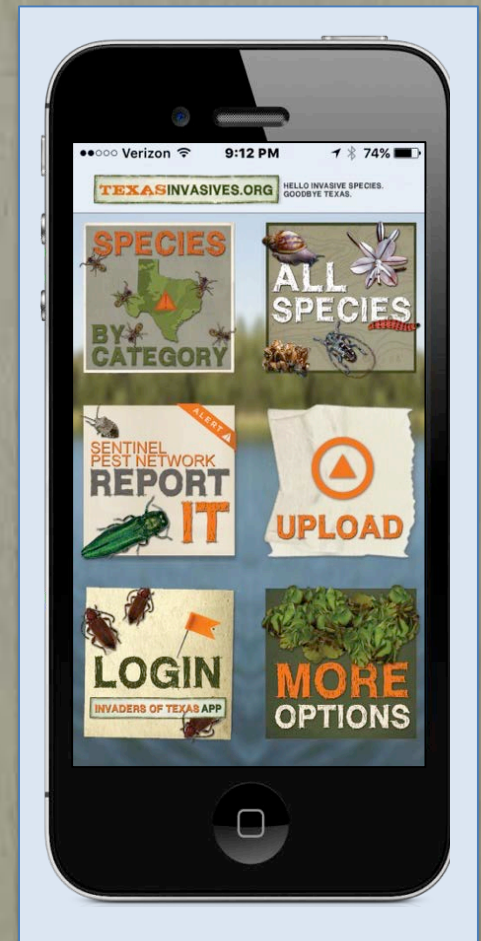 Verizon 9:12 PM 74%
TEXASINVASIVES.ORG HELLO INVASIVE SPECIES.
GOODBYE TEXAS.
SPECIES
BY
CATEGORY
ALL
SPECIES
ALERT
SENTINEL
PEST NETWORK
REPORT
IT
UPLOAD
LOGIN
INVADERS OF TEXAS APP
MORE
OPTIONS